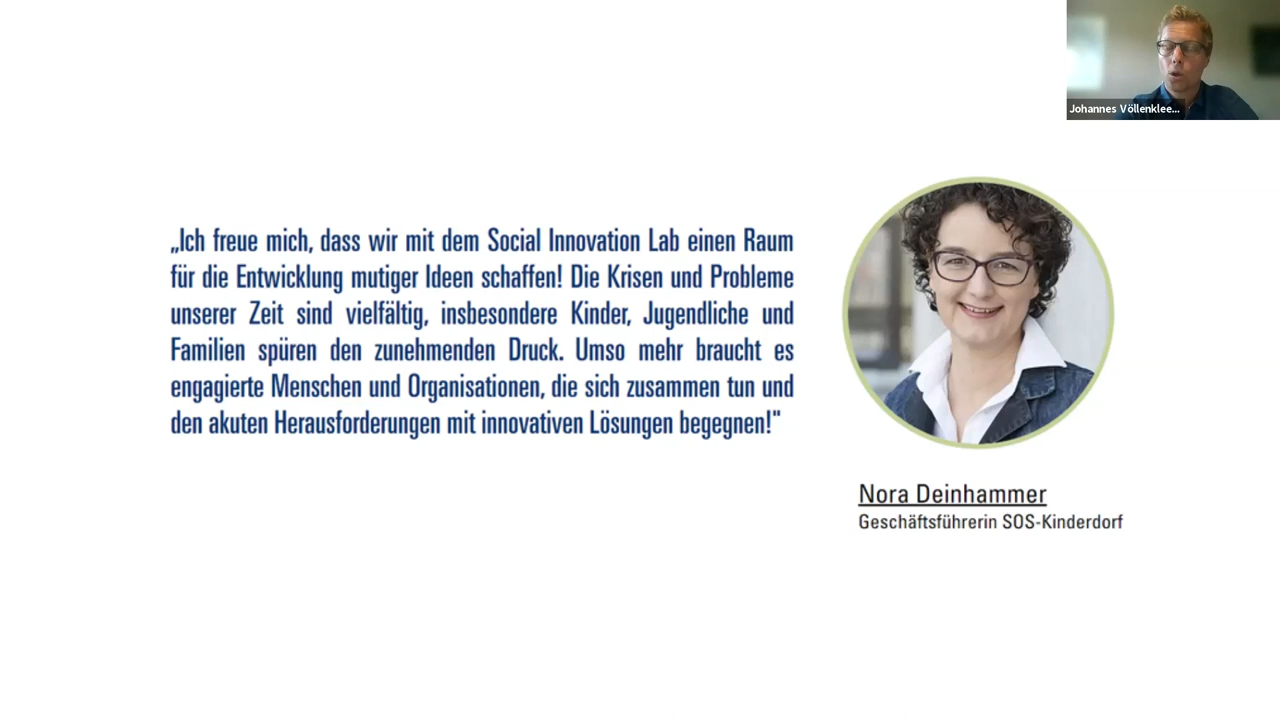 Johannes Völlenklee...
„Ich freue mich, dass wir mit dem Social Innovation Lab einen Raum
für die Entwicklung mutiger Ideen schaffen! Die Krisen und Probleme
unserer Zeit sind vielfältig, insbesondere Kinder, Jugendliche und
Familien spüren den zunehmenden Druck. Umso mehr braucht es
engagierte Menschen und Organisationen, die sich zusammen tun und
den akuten Herausforderungen mit innovativen Lösungen begegnen!"
Nora Deinhammer
Geschäftsführerin SOS-Kinderdorf